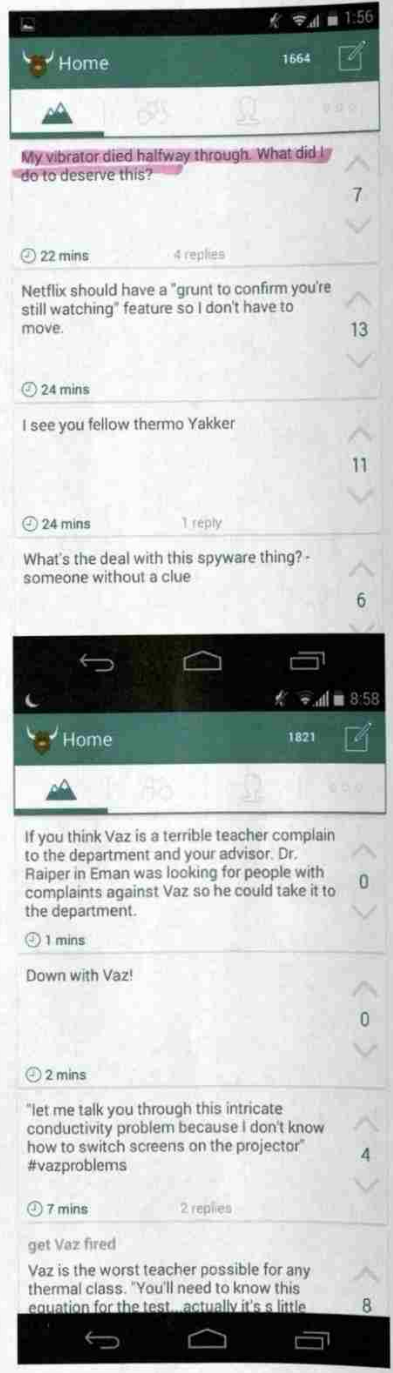 1:56
Home
1664
My vibrator died halfway through. What did I
do to deserve this?
7
22 mins
4 replies
Netflix should have a "grunt to confirm you're
still watching" feature so I don't have to
move.
13
24 mins
I see you fellow thermo Yakker
11
24 mins
1 reply
What's the deal with this spyware thing? -
someone without a clue
6
8:58
Home
1821
If you think Vaz is a terrible teacher complain
to the department and your advisor. Dr.
Raiper in Eman was looking for people with
complaints against Vaz so he could take it to
the department.
0
1 mins
Down with Vaz!
0
2 mins
"let me talk you through this intricate
conductivity problem because I don't know
how to switch screens on the projector"
#vazproblems
4
7 mins
2 replies
get Vaz fired
Vaz is the worst teacher possible for any
thermal class. "You'll need to know this
equation for the test...actually it's s little
8